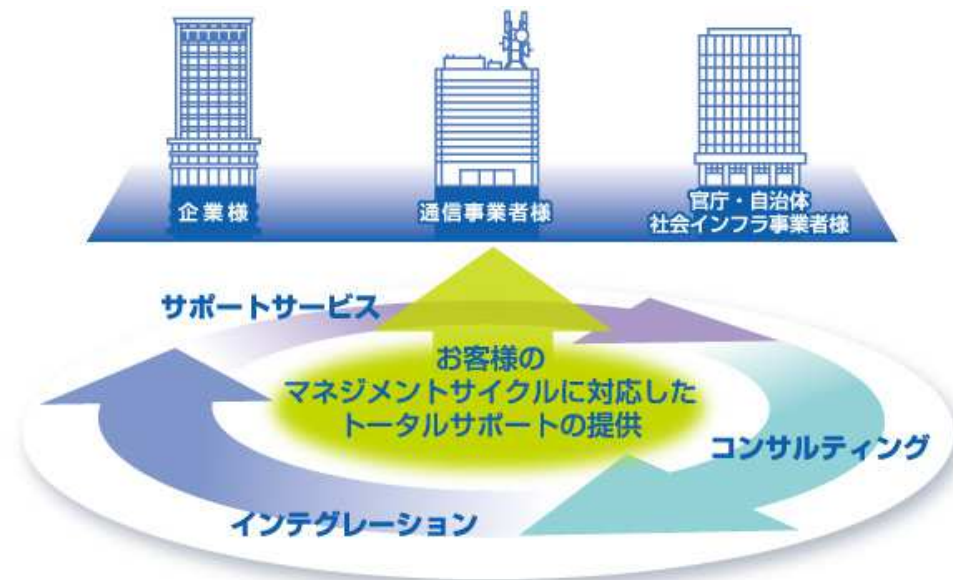 企業様
通信事業者様
官庁・自治体
社会インフラ事業者様
サポートサービス
お客様の
マネジメントサイクルに対応した
トータルサポートの提供
コンサルティング
インテグレーション